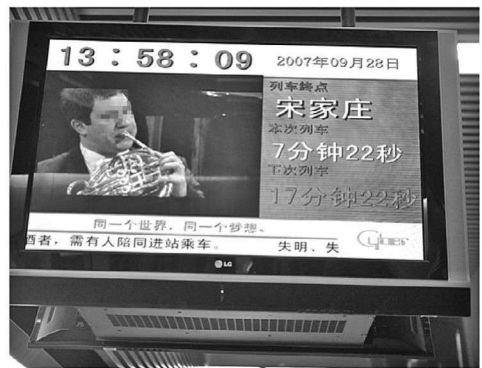 13：58：09
2007年09月28日
列车终点
宋家庄
本次列车
7分钟22秒
下次列车
17分钟22秒
同一个世界，同一个梦想。
酒者，需有人陪同进站乘车。 失明、失
LG